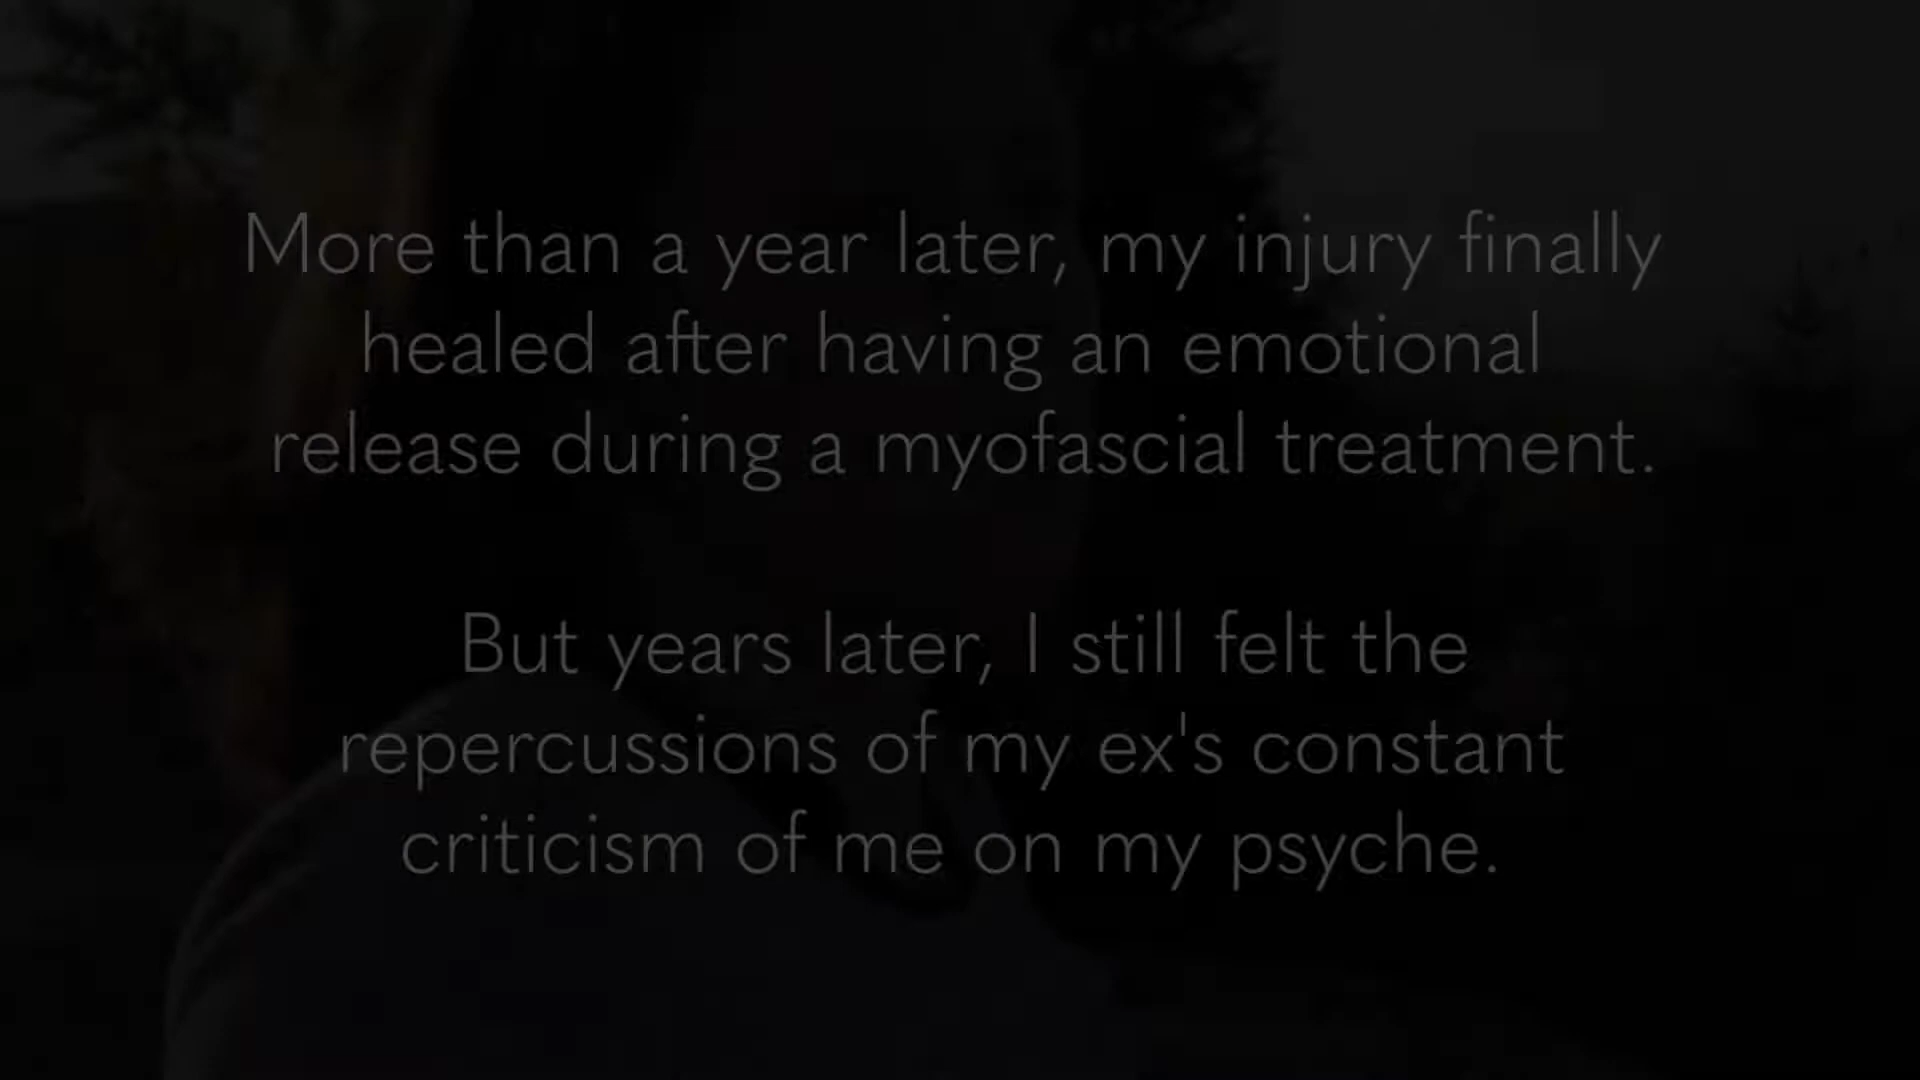 More than a year later, my injury finally
healed after having an emotional
release during a myofascial treatment.
But years later, I still felt the
repercussions of my ex's constant
criticism of me on my psyche.